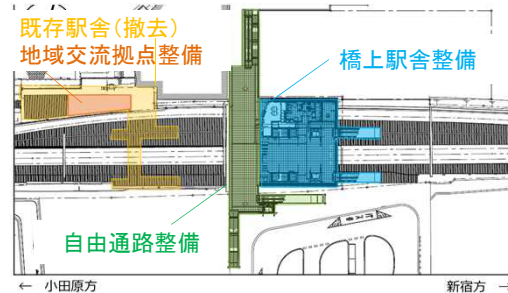 既存駅舎（撤去）
地域交流拠点整備
橋上駅舎整備
自由通路整備
← 小田原方
新宿方 →